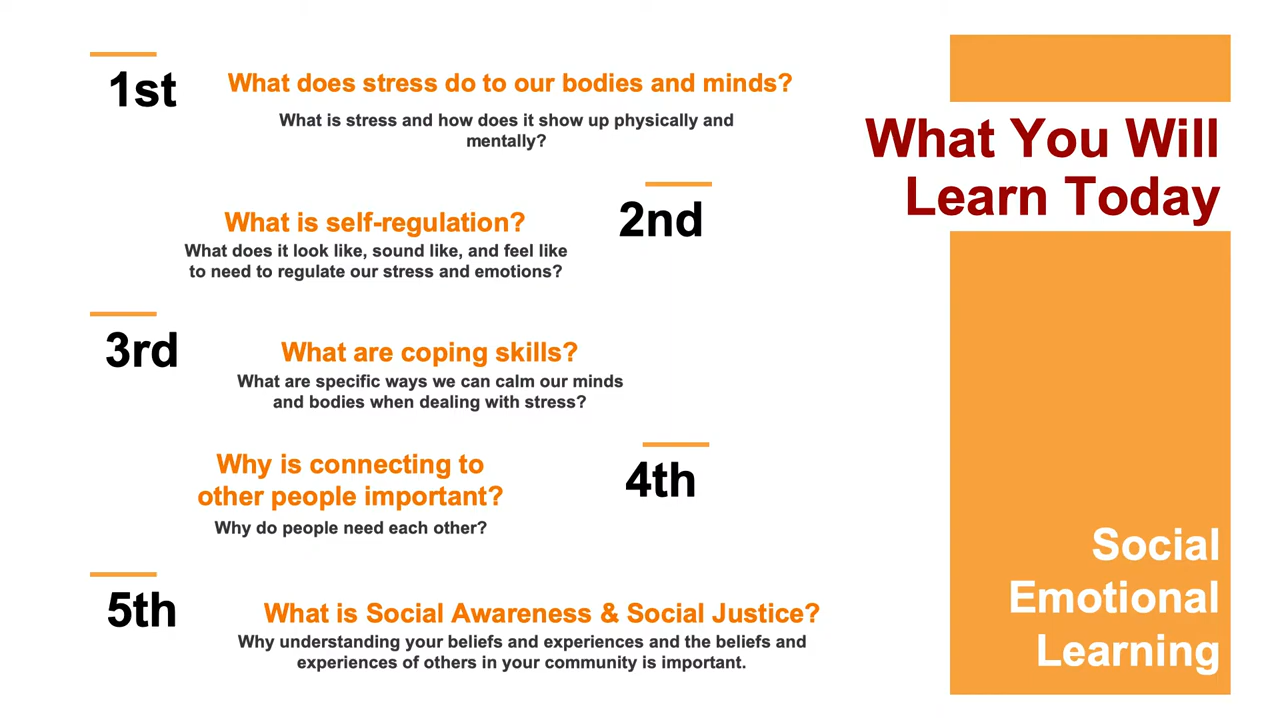 1st
What does stress do to our bodies and minds?
What is stress and how does it show up physically and
mentally?
What is self-regulation?
What does it look like, sound like, and feel like
to need to regulate our stress and emotions?
2nd
3rd
What are coping skills?
What are specific ways we can calm our minds
and bodies when dealing with stress?
Why is connecting to
other people important?
Why do people need each other?
4th
5th
What is Social Awareness & Social Justice?
Why understanding your beliefs and experiences and the beliefs and
experiences of others in your community is important.
What You Will
Learn Today
Social
Emotional
Learning